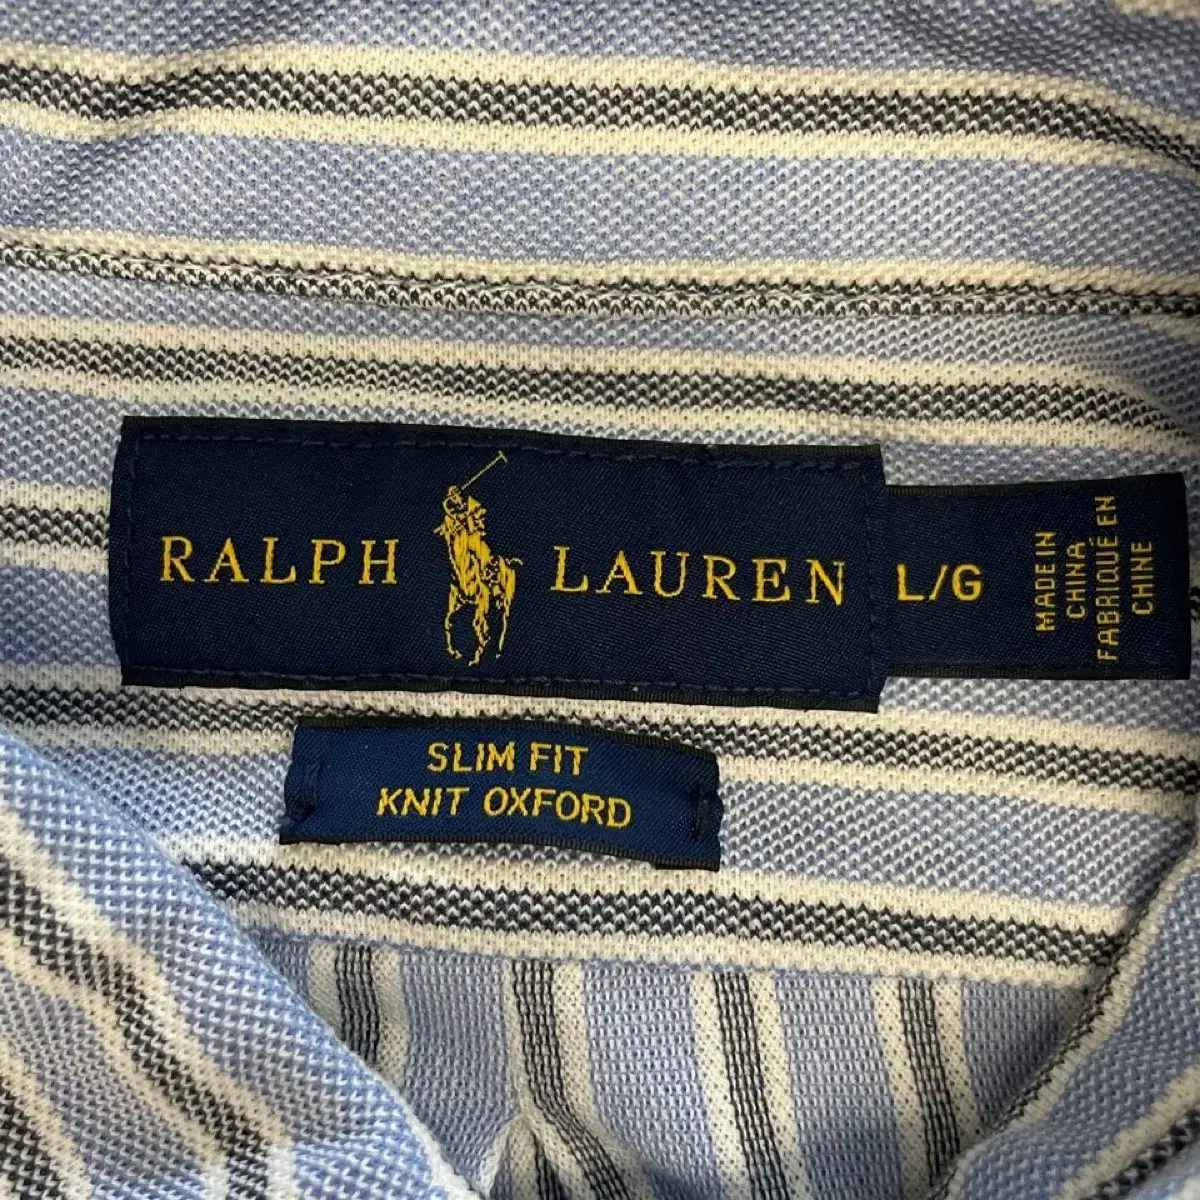 RALPH LAUREN
L/G
MADE IN
CHINA
FABRIQUÉ EN
CHINE
SLIM FIT
KNIT OXFORD